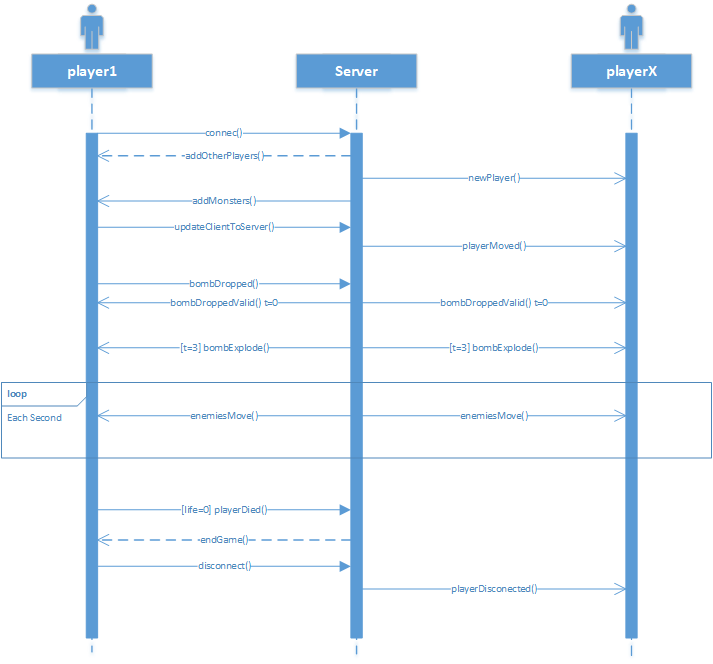 player1
Server
playerX
connec()
-addOtherPlayers()
newPlayer()
addMonsters()
updateClientToServer()
playerMoved()
bombDropped()
bombDroppedValid() t=0
bombDroppedValid() t=0
[t=3] bombExplode()
[t=3] bombExplode()
loop
Each Second
enemiesMove()
enemiesMove()
[life=0] playerDied()
-endGame()
disconnect()
playerDisconected()